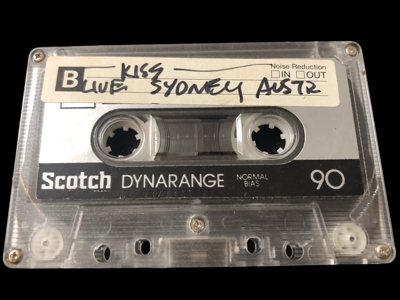 KISS
Noise Reduction
B
□ IN □ OUT
LIVE SYDNEY AUSTR
Scotch DYNARANGE NORMAL BIAS 90